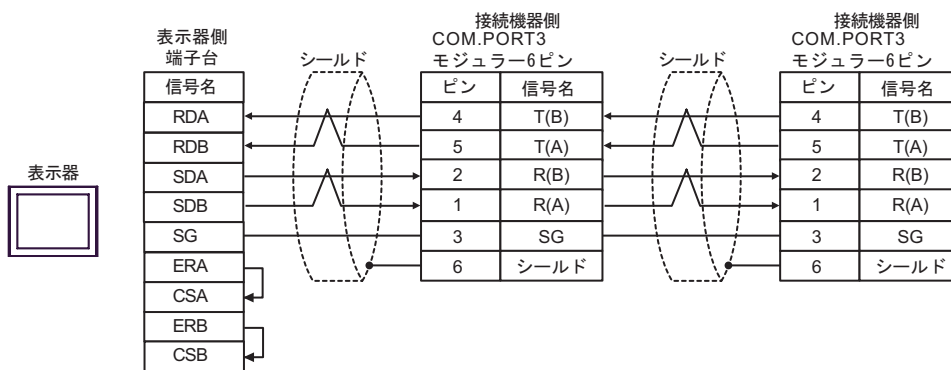 表示器
表示器側
端子台
信号名
RDA
RDB
SDA
SDB
SG
ERA
CSA
ERB
CSB
シールド
接続機器側
COM.PORT3
モジュラー6ピン
ピン 信号名
4 T(B)
5 T(A)
2 R(B)
1 R(A)
3 SG
6 シールド
シールド
接続機器側
COM.PORT3
モジュラー6ピン
ピン 信号名
4 T(B)
5 T(A)
2 R(B)
1 R(A)
3 SG
6 シールド